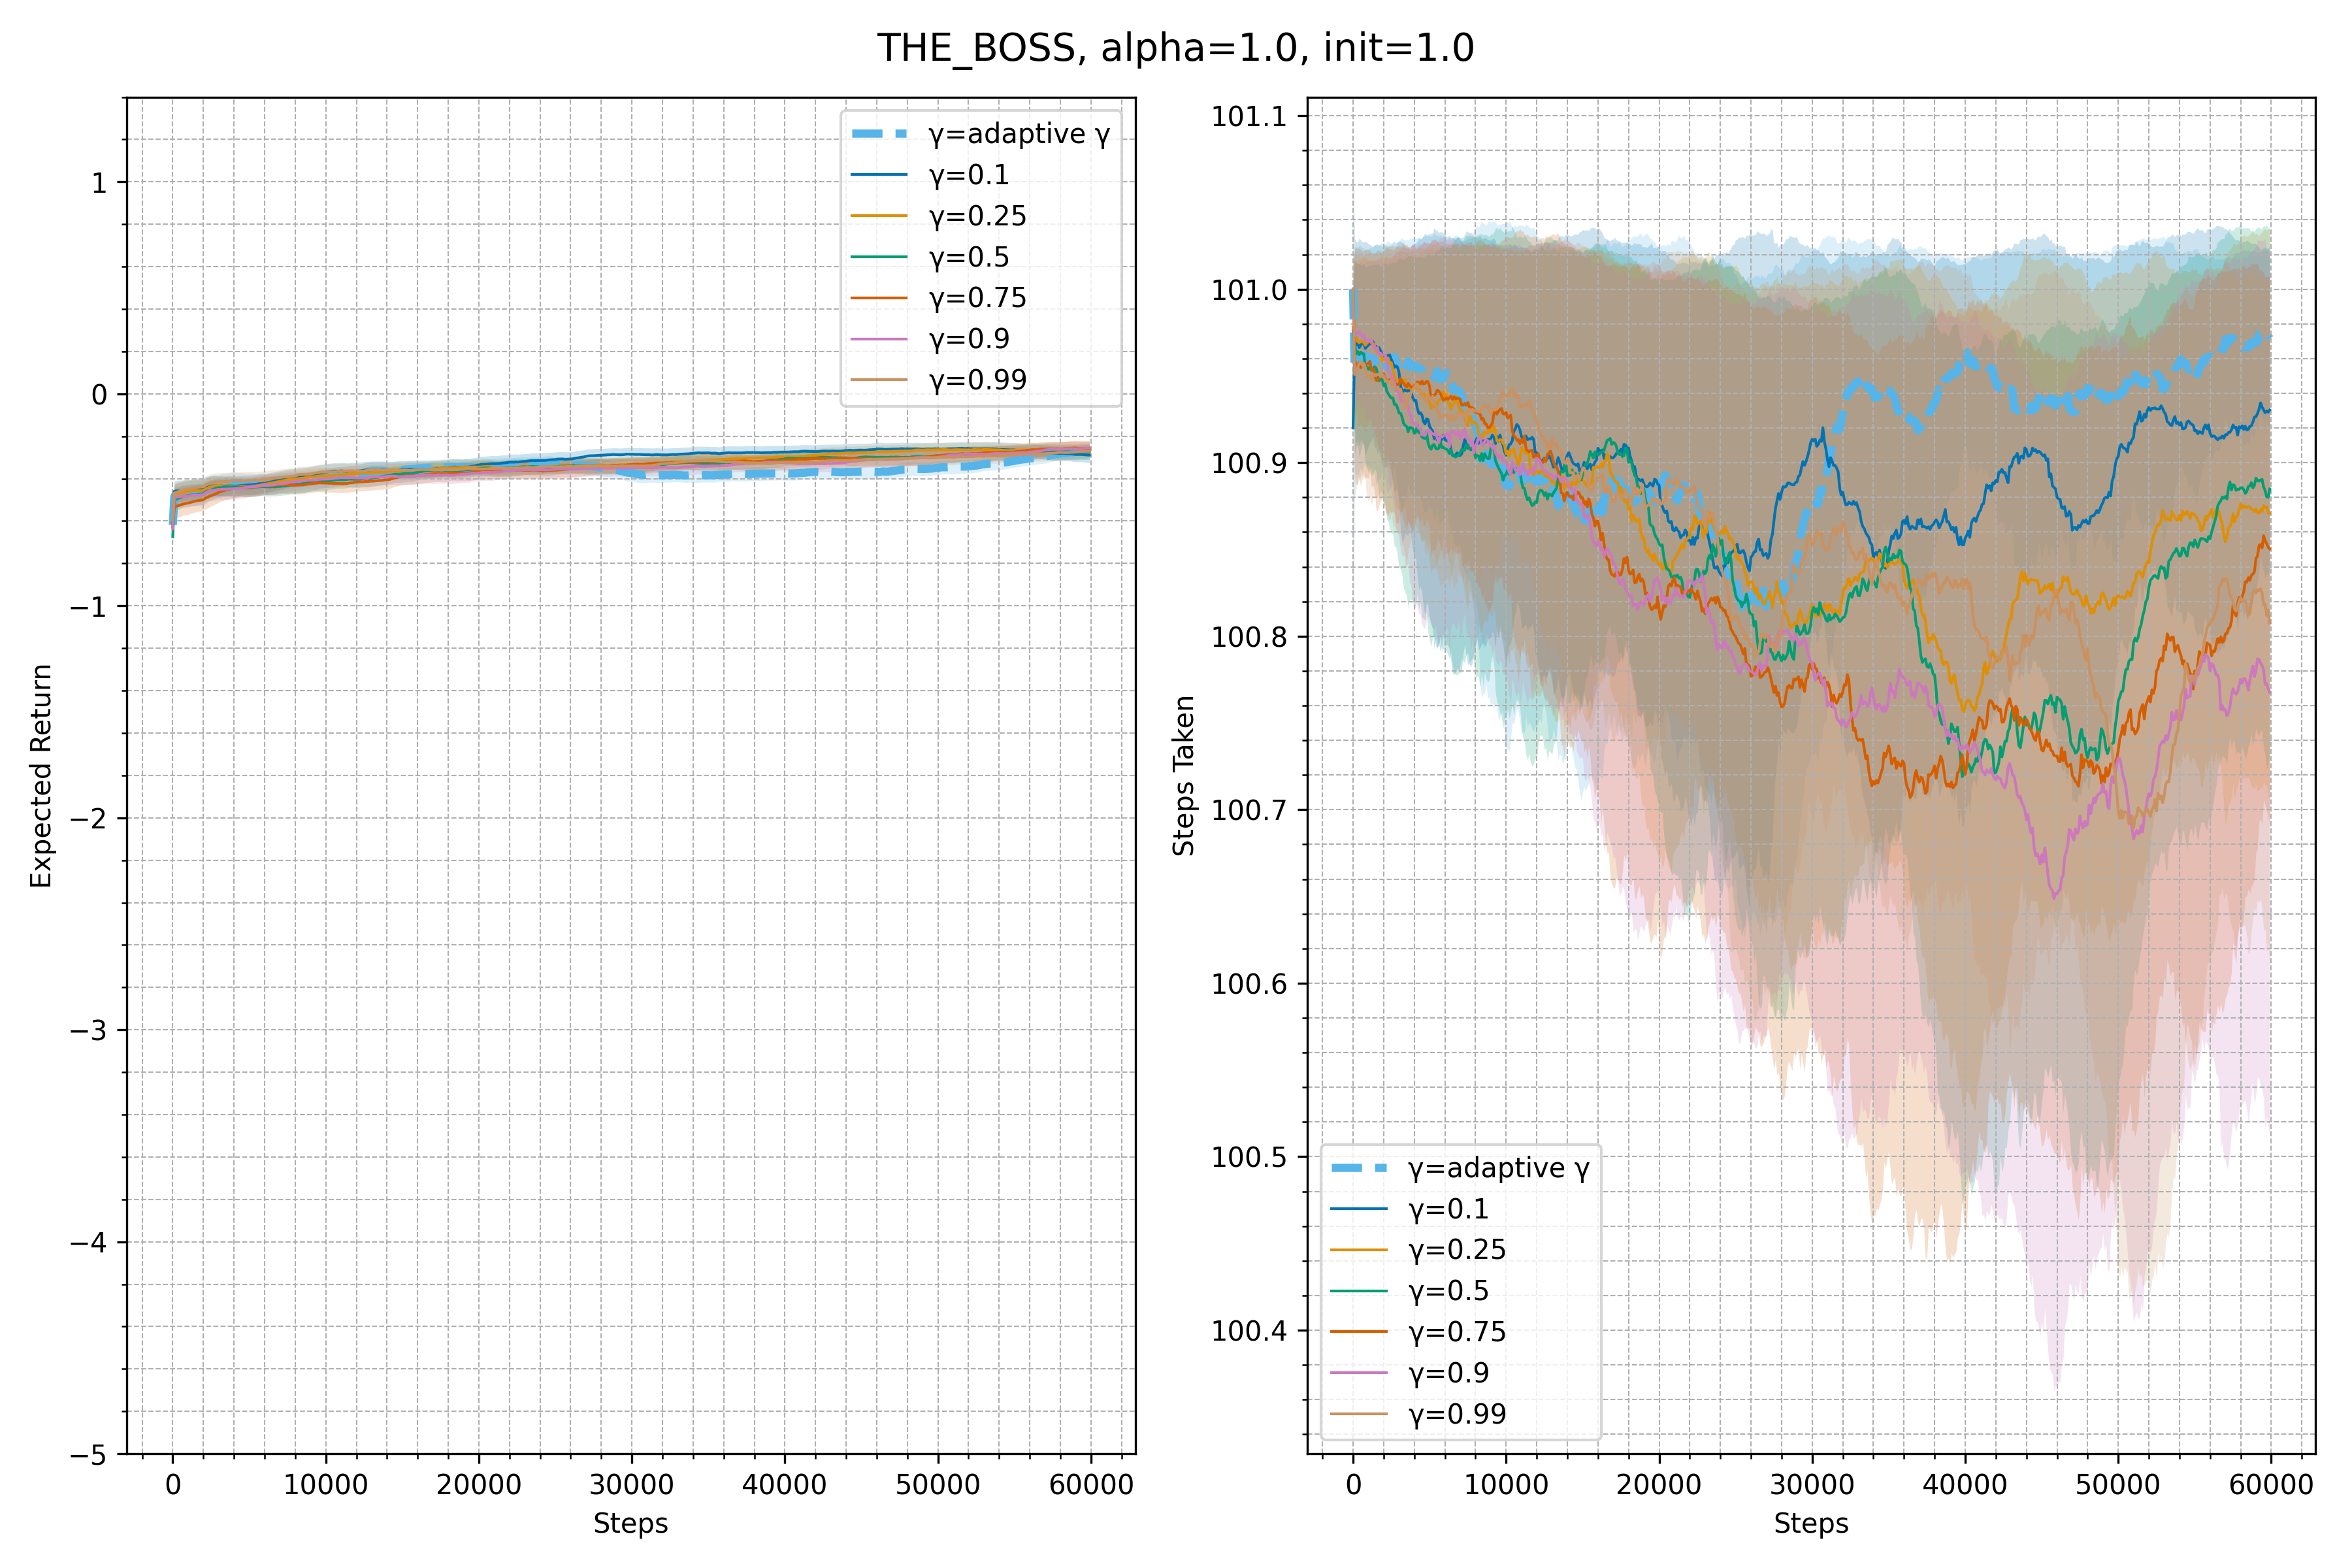 THE_BOSS, alpha=1.0, init=1.0
Expected Return
1
0
−1
−2
−3
−4
−5
γ=adaptive γ
γ=0.1
γ=0.25
γ=0.5
γ=0.75
γ=0.9
γ=0.99
0 10000 20000 30000 40000 50000 60000
Steps
Steps Taken
101.1
101.0
100.9
100.8
100.7
100.6
100.5
100.4
γ=adaptive γ
γ=0.1
γ=0.25
γ=0.5
γ=0.75
γ=0.9
γ=0.99
0 10000 20000 30000 40000 50000 60000
Steps